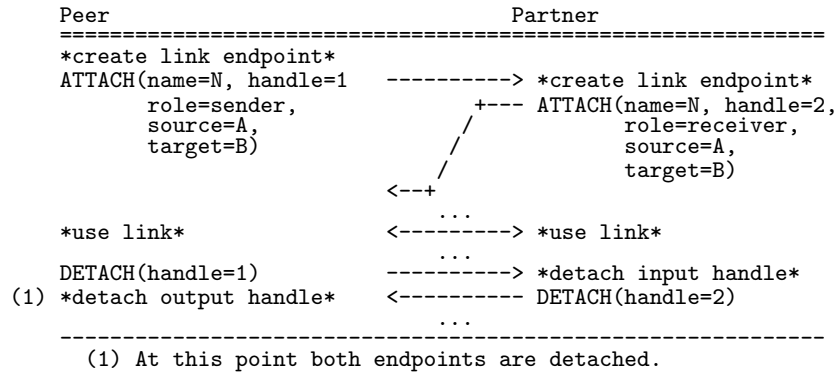 Peer Partner
=============================================================
*create link endpoint*
ATTACH(name=N, handle=1 ----------> *create link endpoint*
role=sender, +--- ATTACH(name=N, handle=2,
source=A, / role=receiver,
target=B) / source=A,
/ target=B)
<--+
...
*use link* <---------> *use link*
...
DETACH(handle=1) ----------> *detach input handle*
(1) *detach output handle* <---------- DETACH(handle=2)
...
-------------------------------------------------------------
(1) At this point both endpoints are detached.